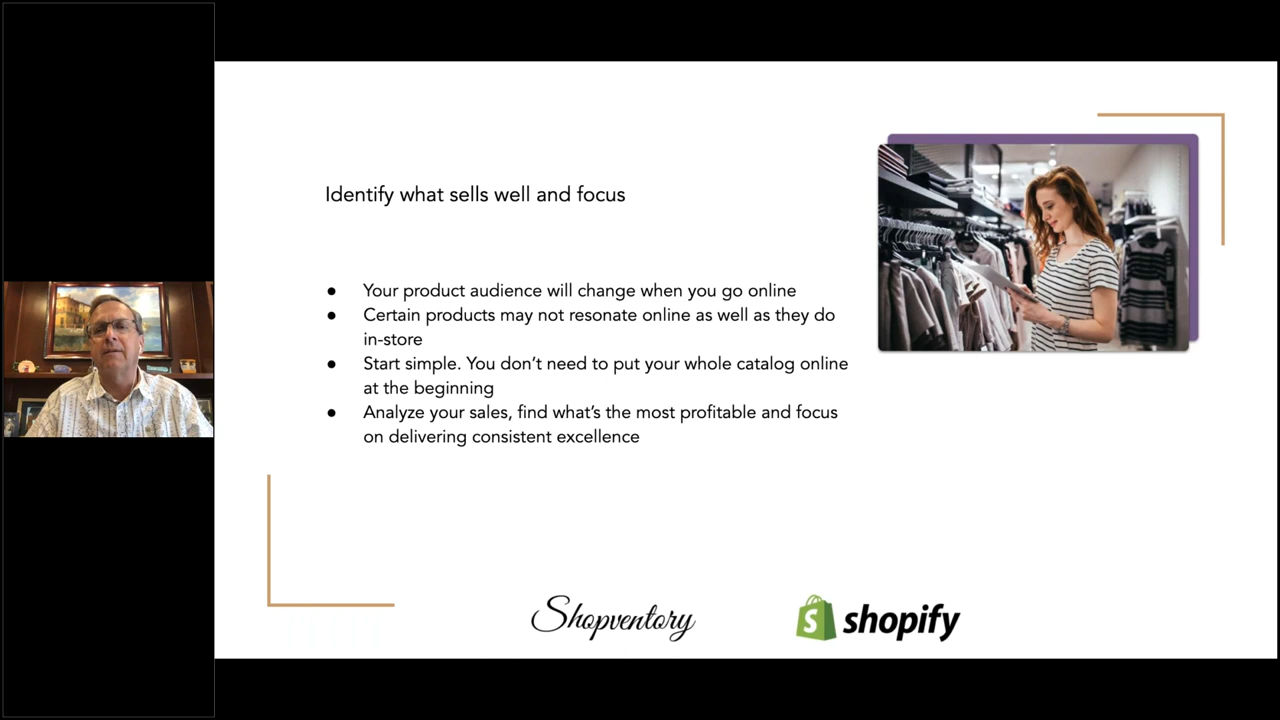 Identify what sells well and focus
● Your product audience will change when you go online
● Certain products may not resonate online as well as they do
in-store
● Start simple. You don’t need to put your whole catalog online
at the beginning
● Analyze your sales, find what’s the most profitable and focus
on delivering consistent excellence
Shopventory
S shopify